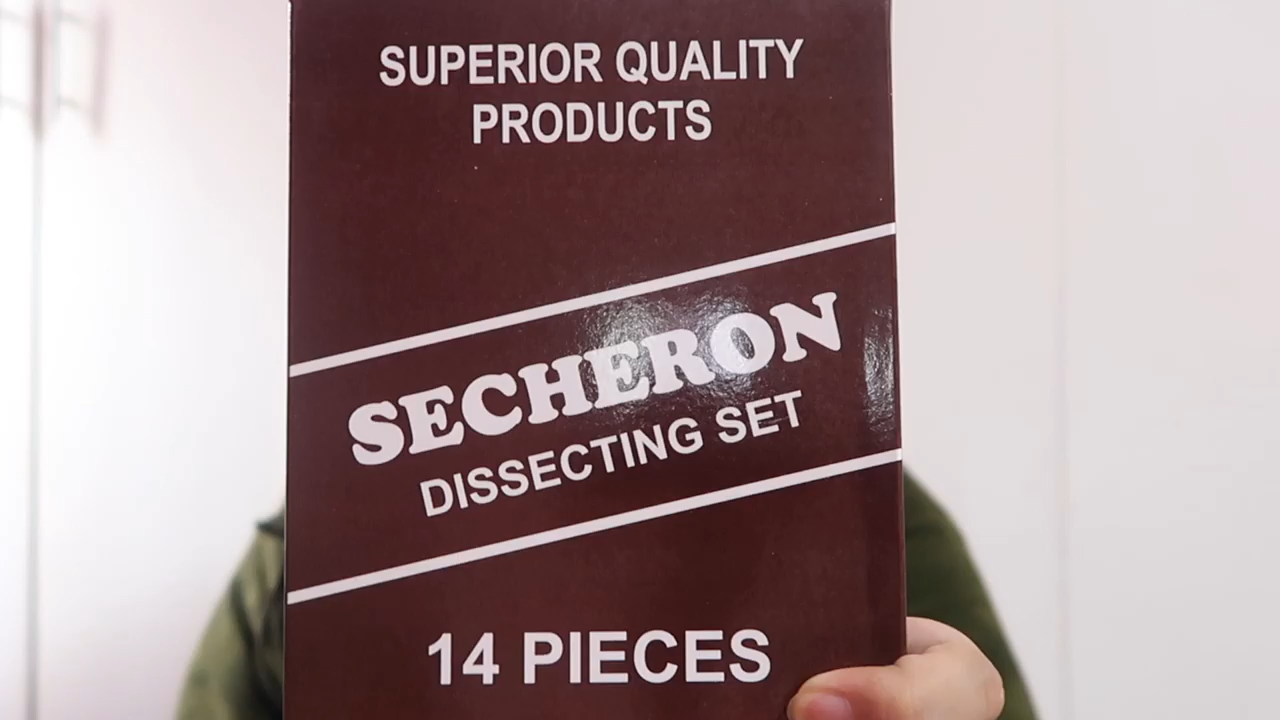 SUPERIOR QUALITY
PRODUCTS
SECHERON
DISSECTING SET
14 PIECES